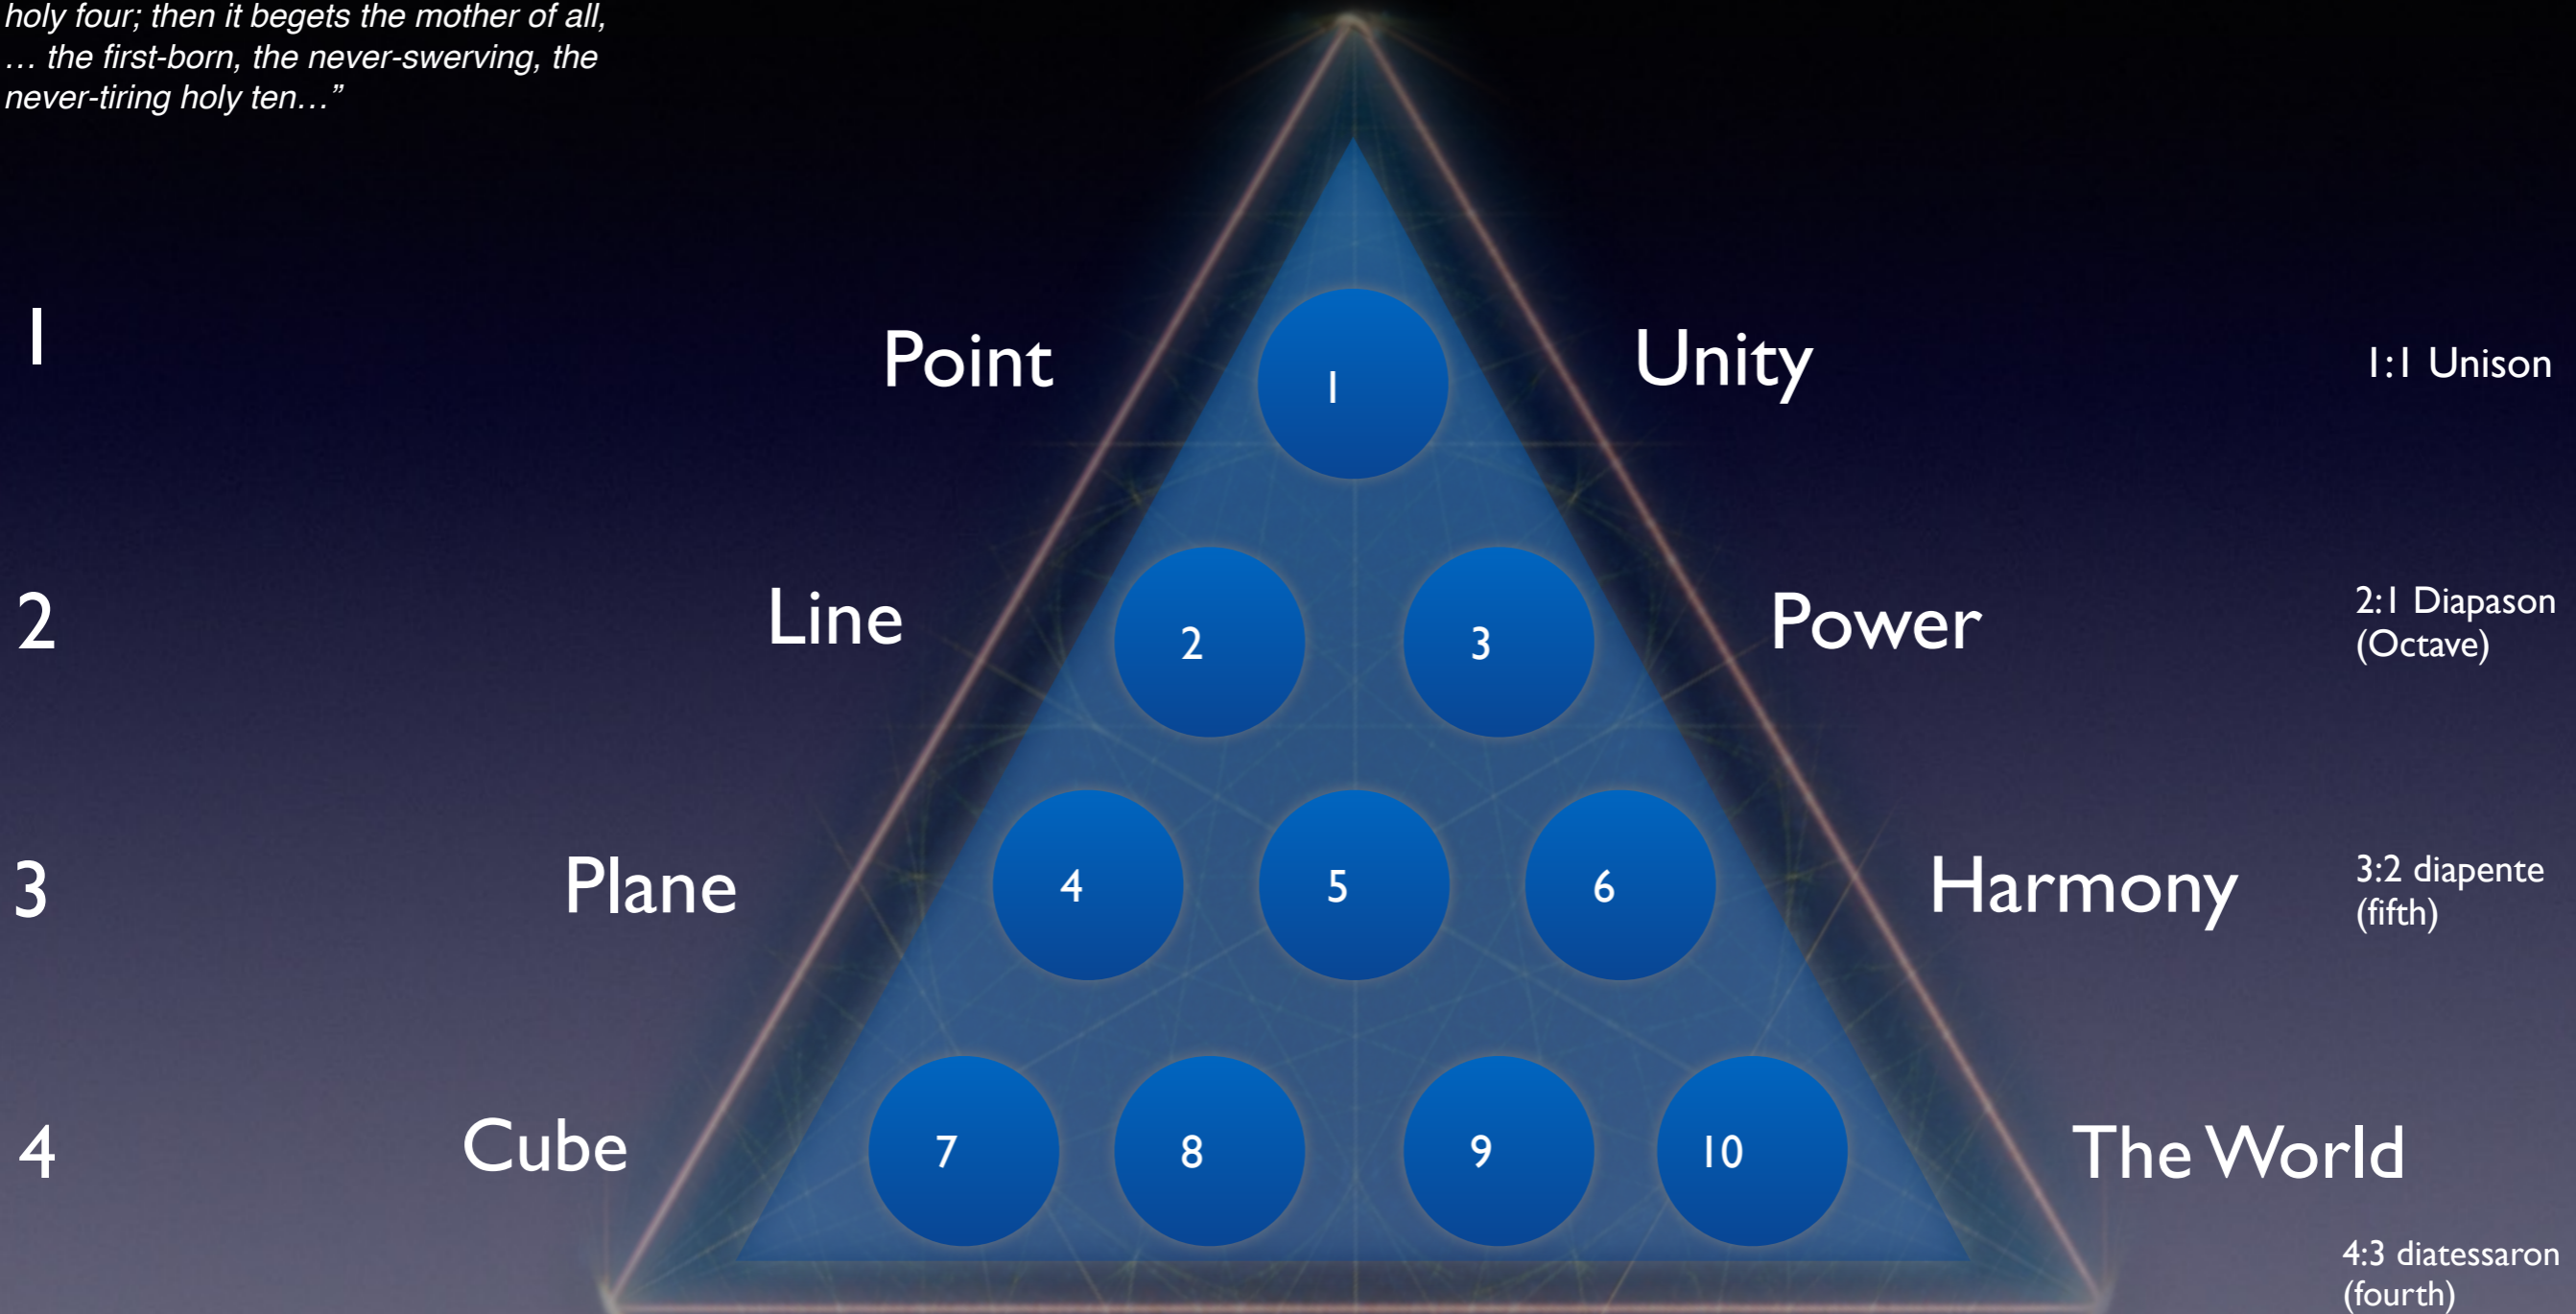 holy four; then it begets the mother of all,
… the first-born, the never-swerving, the
never-tiring holy ten…”
1 Point 1 Unity 1:1 Unison
2 Line 2 3 Power 2:1 Diapason
(Octave)
3 Plane 4 5 6 Harmony 3:2 diapente
(fifth)
4 Cube 7 8 9 10 The World
4:3 diatessaron
(fourth)